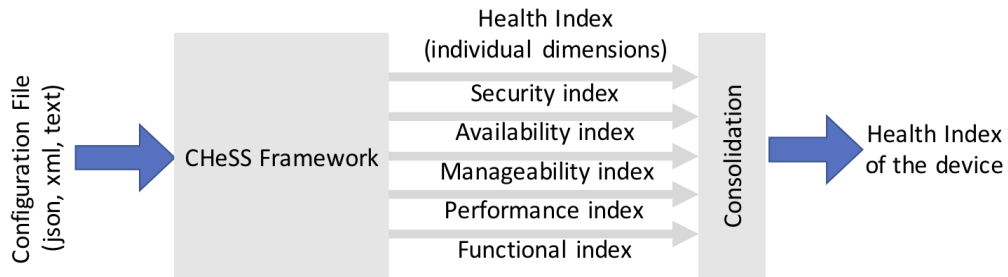 Configuration File
(json, xml, text)
CHeSS Framework
Health Index
(individual dimensions)
Security index
Availability index
Manageability index
Performance index
Functional index
Consolidation
Health Index
of the device